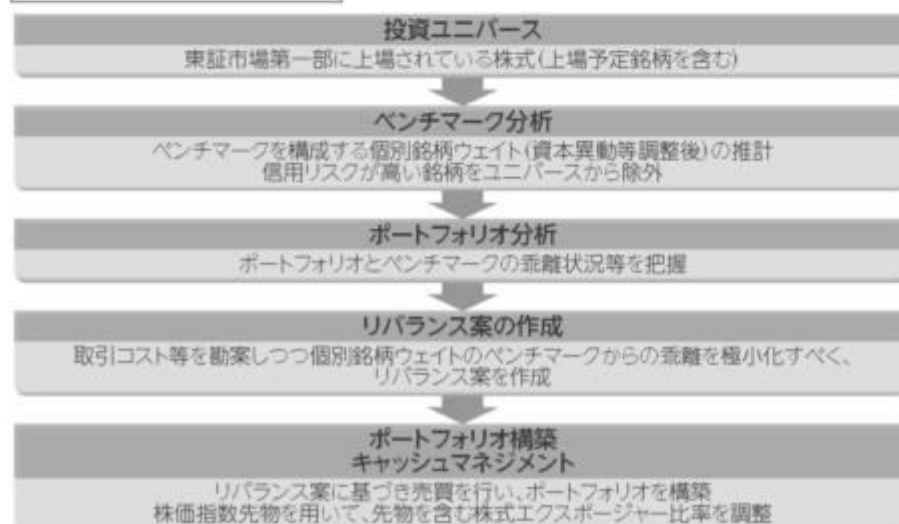 投資ユニバース
東証市場第一部に上場されている株式(上場予定銘柄を含む)
ベンチマーク分析
ベンチマークを構成する個別銘柄ウェイト(資本異動等調整後)の推計
信用リスクが高い銘柄をユニバースから除外
ポートフォリオ分析
ポートフォリオとベンチマークの乖離状況等を把握
リバランス案の作成
取引コスト等を勘案しつつ個別銘柄ウェイトのベンチマークからの乖離を極小化すべく、
リバランス案を作成
ポートフォリオ構築
キャッシュマネジメント
リバランス案に基づき売買を行い、ポートフォリオを構築
株価指数先物を用いて、先物を含む株式エクスポージャー比率を調整